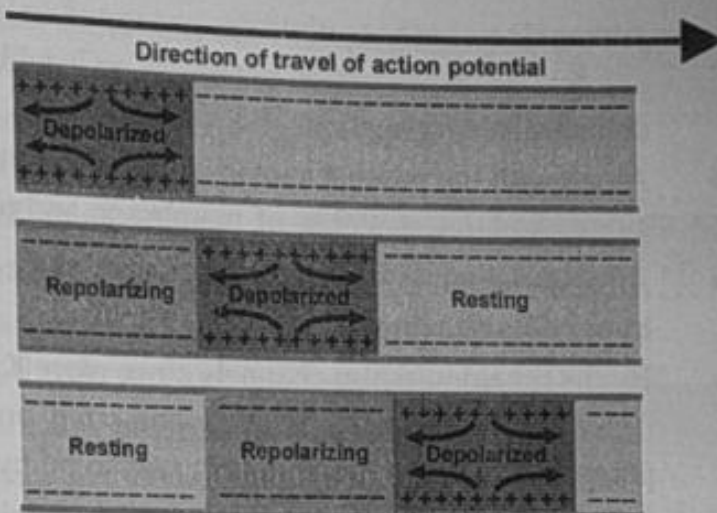 Direction of travel of action potential
++++++++++
Depolarized
++++++++++
Repolarizing Depolarized Resting
Resting Repolarizing Depolarized